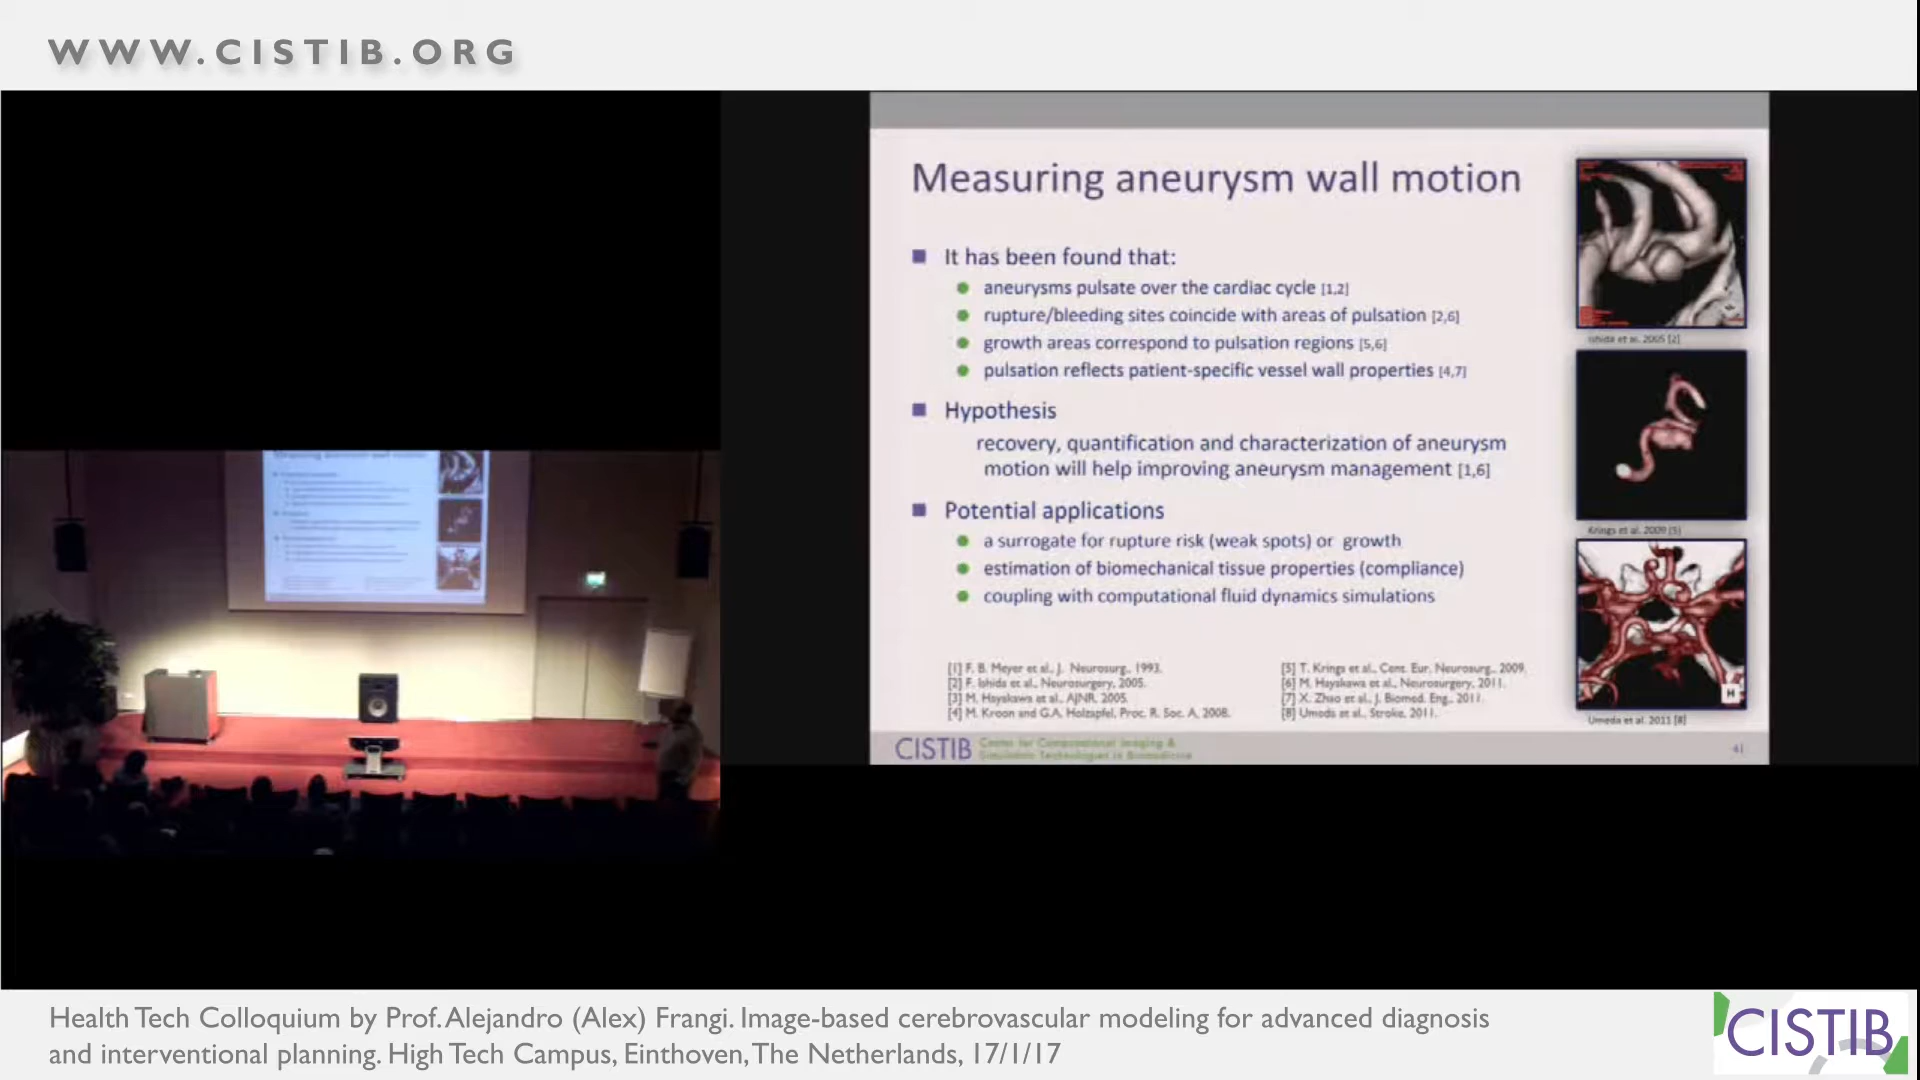 WWW.CISTIB.ORG
Measuring aneurysm wall motion
It has been found that:
aneurysms pulsate over the cardiac cycle [1,2]
rupture/bleeding sites coincide with areas of pulsation [2,6]
growth areas correspond to pulsation regions [5,6]
pulsation reflects patient-specific vessel wall properties [4,7]
Hypothesis
recovery, quantification and characterization of aneurysm
motion will help improving aneurysm management [1,6]
Potential applications
a surrogate for rupture risk (weak spots) or growth
estimation of biomechanical tissue properties (compliance)
coupling with computational fluid dynamics simulations
[1] F. B. Meyer et al., J. Neurosurg., 1993.
[2] F. Ishida et al., Neurosurgery, 2005.
[3] M. Hayakawa et al., AJNR, 2005.
[4] M. Kroon and G.A. Holzapfel, Proc. R. Soc. A, 2008.
[5] T. Krings et al., Cent. Eur. Neurosurg., 2009.
[6] M. Hayakawa et al., Neurosurgery, 2011.
[7] X. Zhao et al., J. Biomed. Eng., 2011.
[8] Umeda et al., Stroke, 2011.
Ishida et al. 2005 [2]
Krings et al. 2009 [5]
H
Umeda et al. 2011 [8]
CISTIB Center for Computational Imaging &
Simulation Technologies in Biomedicine
41
Health Tech Colloquium by Prof. Alejandro (Alex) Frangi. Image-based cerebrovascular modeling for advanced diagnosis
and interventional planning. High Tech Campus, Einthoven, The Netherlands, 17/1/17
CISTIB